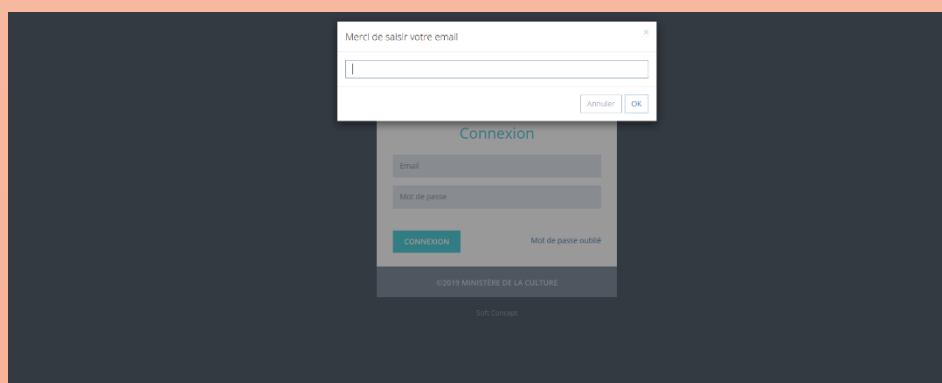 Merci de saisir votre email
×
Annuler OK
Connexion
Email
Mot de passe
CONNEXION Mot de passe oublié
©2019 MINISTÈRE DE LA CULTURE
Soft Concept